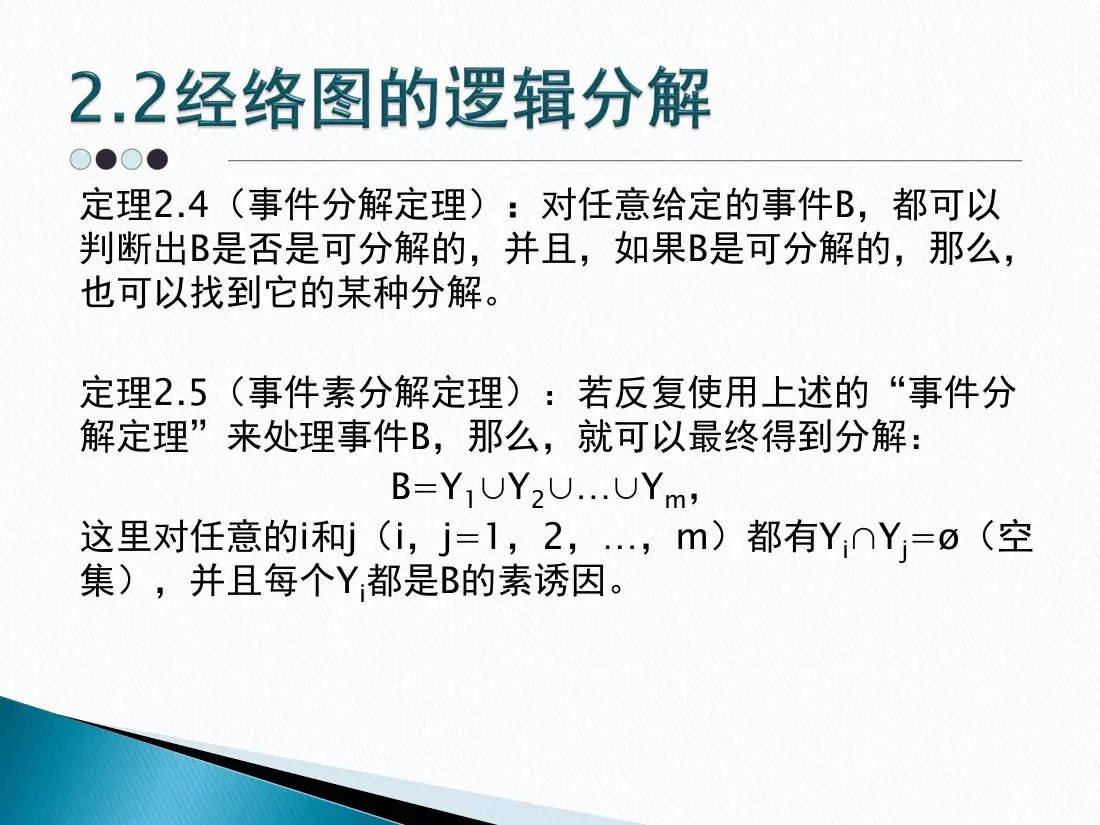 2.2经络图的逻辑分解
定理2.4（事件分解定理）: 对任意给定的事件B，都可以
判断出B是否是可分解的，并且，如果B是可分解的，那么，
也可以找到它的某种分解。
定理2.5（事件素分解定理）: 若反复使用上述的“事件分
解定理”来处理事件B，那么，就可以最终得到分解:
B=Y₁∪Y₂∪…∪Yₘ，
这里对任意的i和j（i，j=1，2，…，m）都有Yᵢ∩Yⱼ=ø（空
集），并且每个Yᵢ都是B的素诱因。